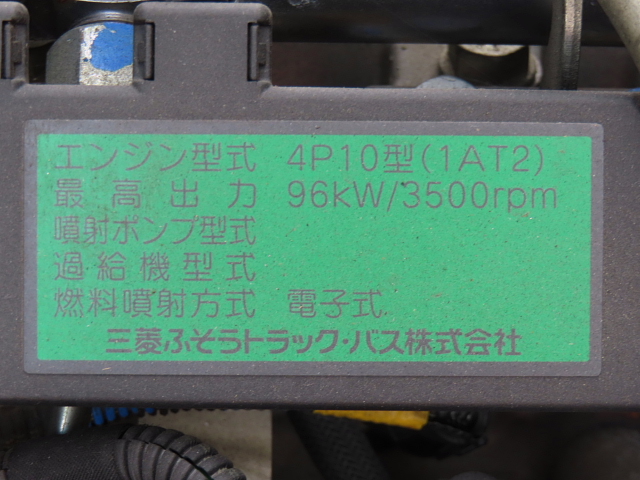 エンジン型式 4P10型(1AT2)
最高出力 96kW/3500rpm
噴射ポンプ型式
過給機型式
燃料噴射方式 電子式
三菱ふそうトラック・バス株式会社